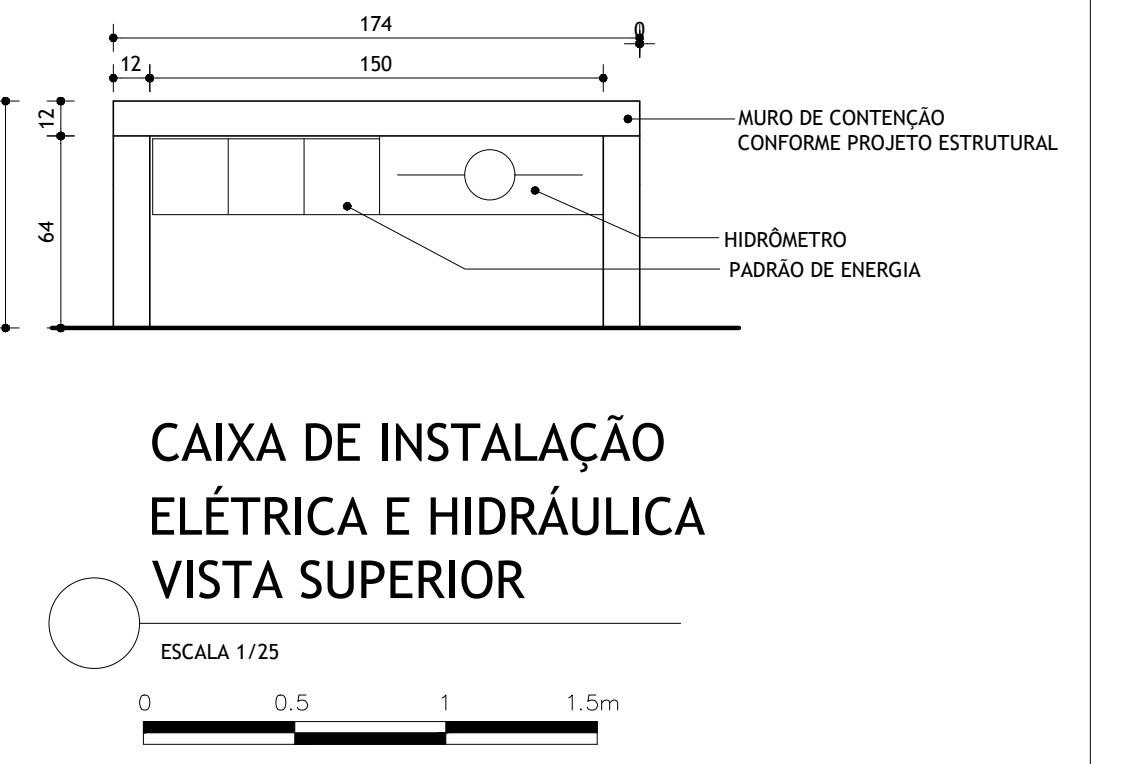 174
0
12
150
12
MURO DE CONTENÇÃO
CONFORME PROJETO ESTRUTURAL
64
HIDRÔMETRO
PADRÃO DE ENERGIA
CAIXA DE INSTALAÇÃO
ELÉTRICA E HIDRÁULICA
VISTA SUPERIOR
ESCALA 1/25
0 0.5 1 1.5m